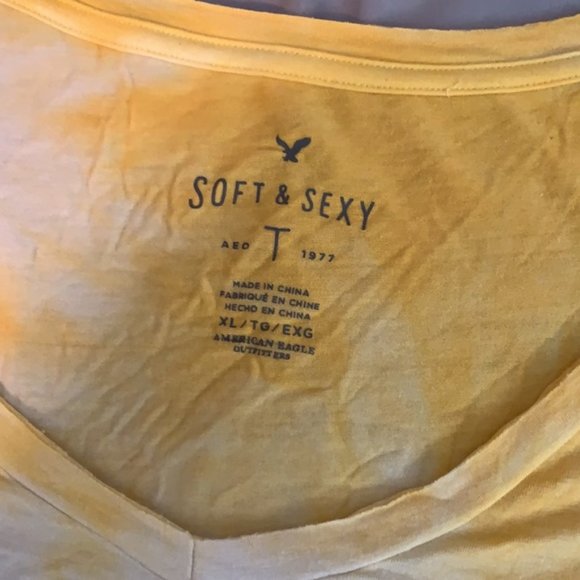 SOFT & SEXY
AEO T 1977
MADE IN CHINA
FABRIQUÉ EN CHINE
HECHO EN CHINA
XL/TG/EXG
AMERICAN EAGLE
OUTFITTERS